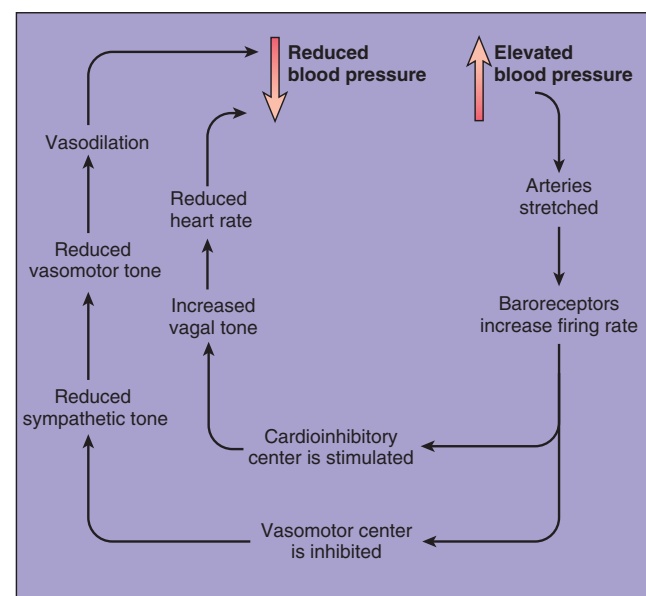 Reduced
blood pressure
Elevated
blood pressure
Vasodilation
Arteries
stretched
Reduced
heart rate
Reduced
vasomotor tone
Baroreceptors
increase firing rate
Increased
vagal tone
Reduced
sympathetic tone
Cardioinhibitory
center is stimulated
Vasomotor center
is inhibited